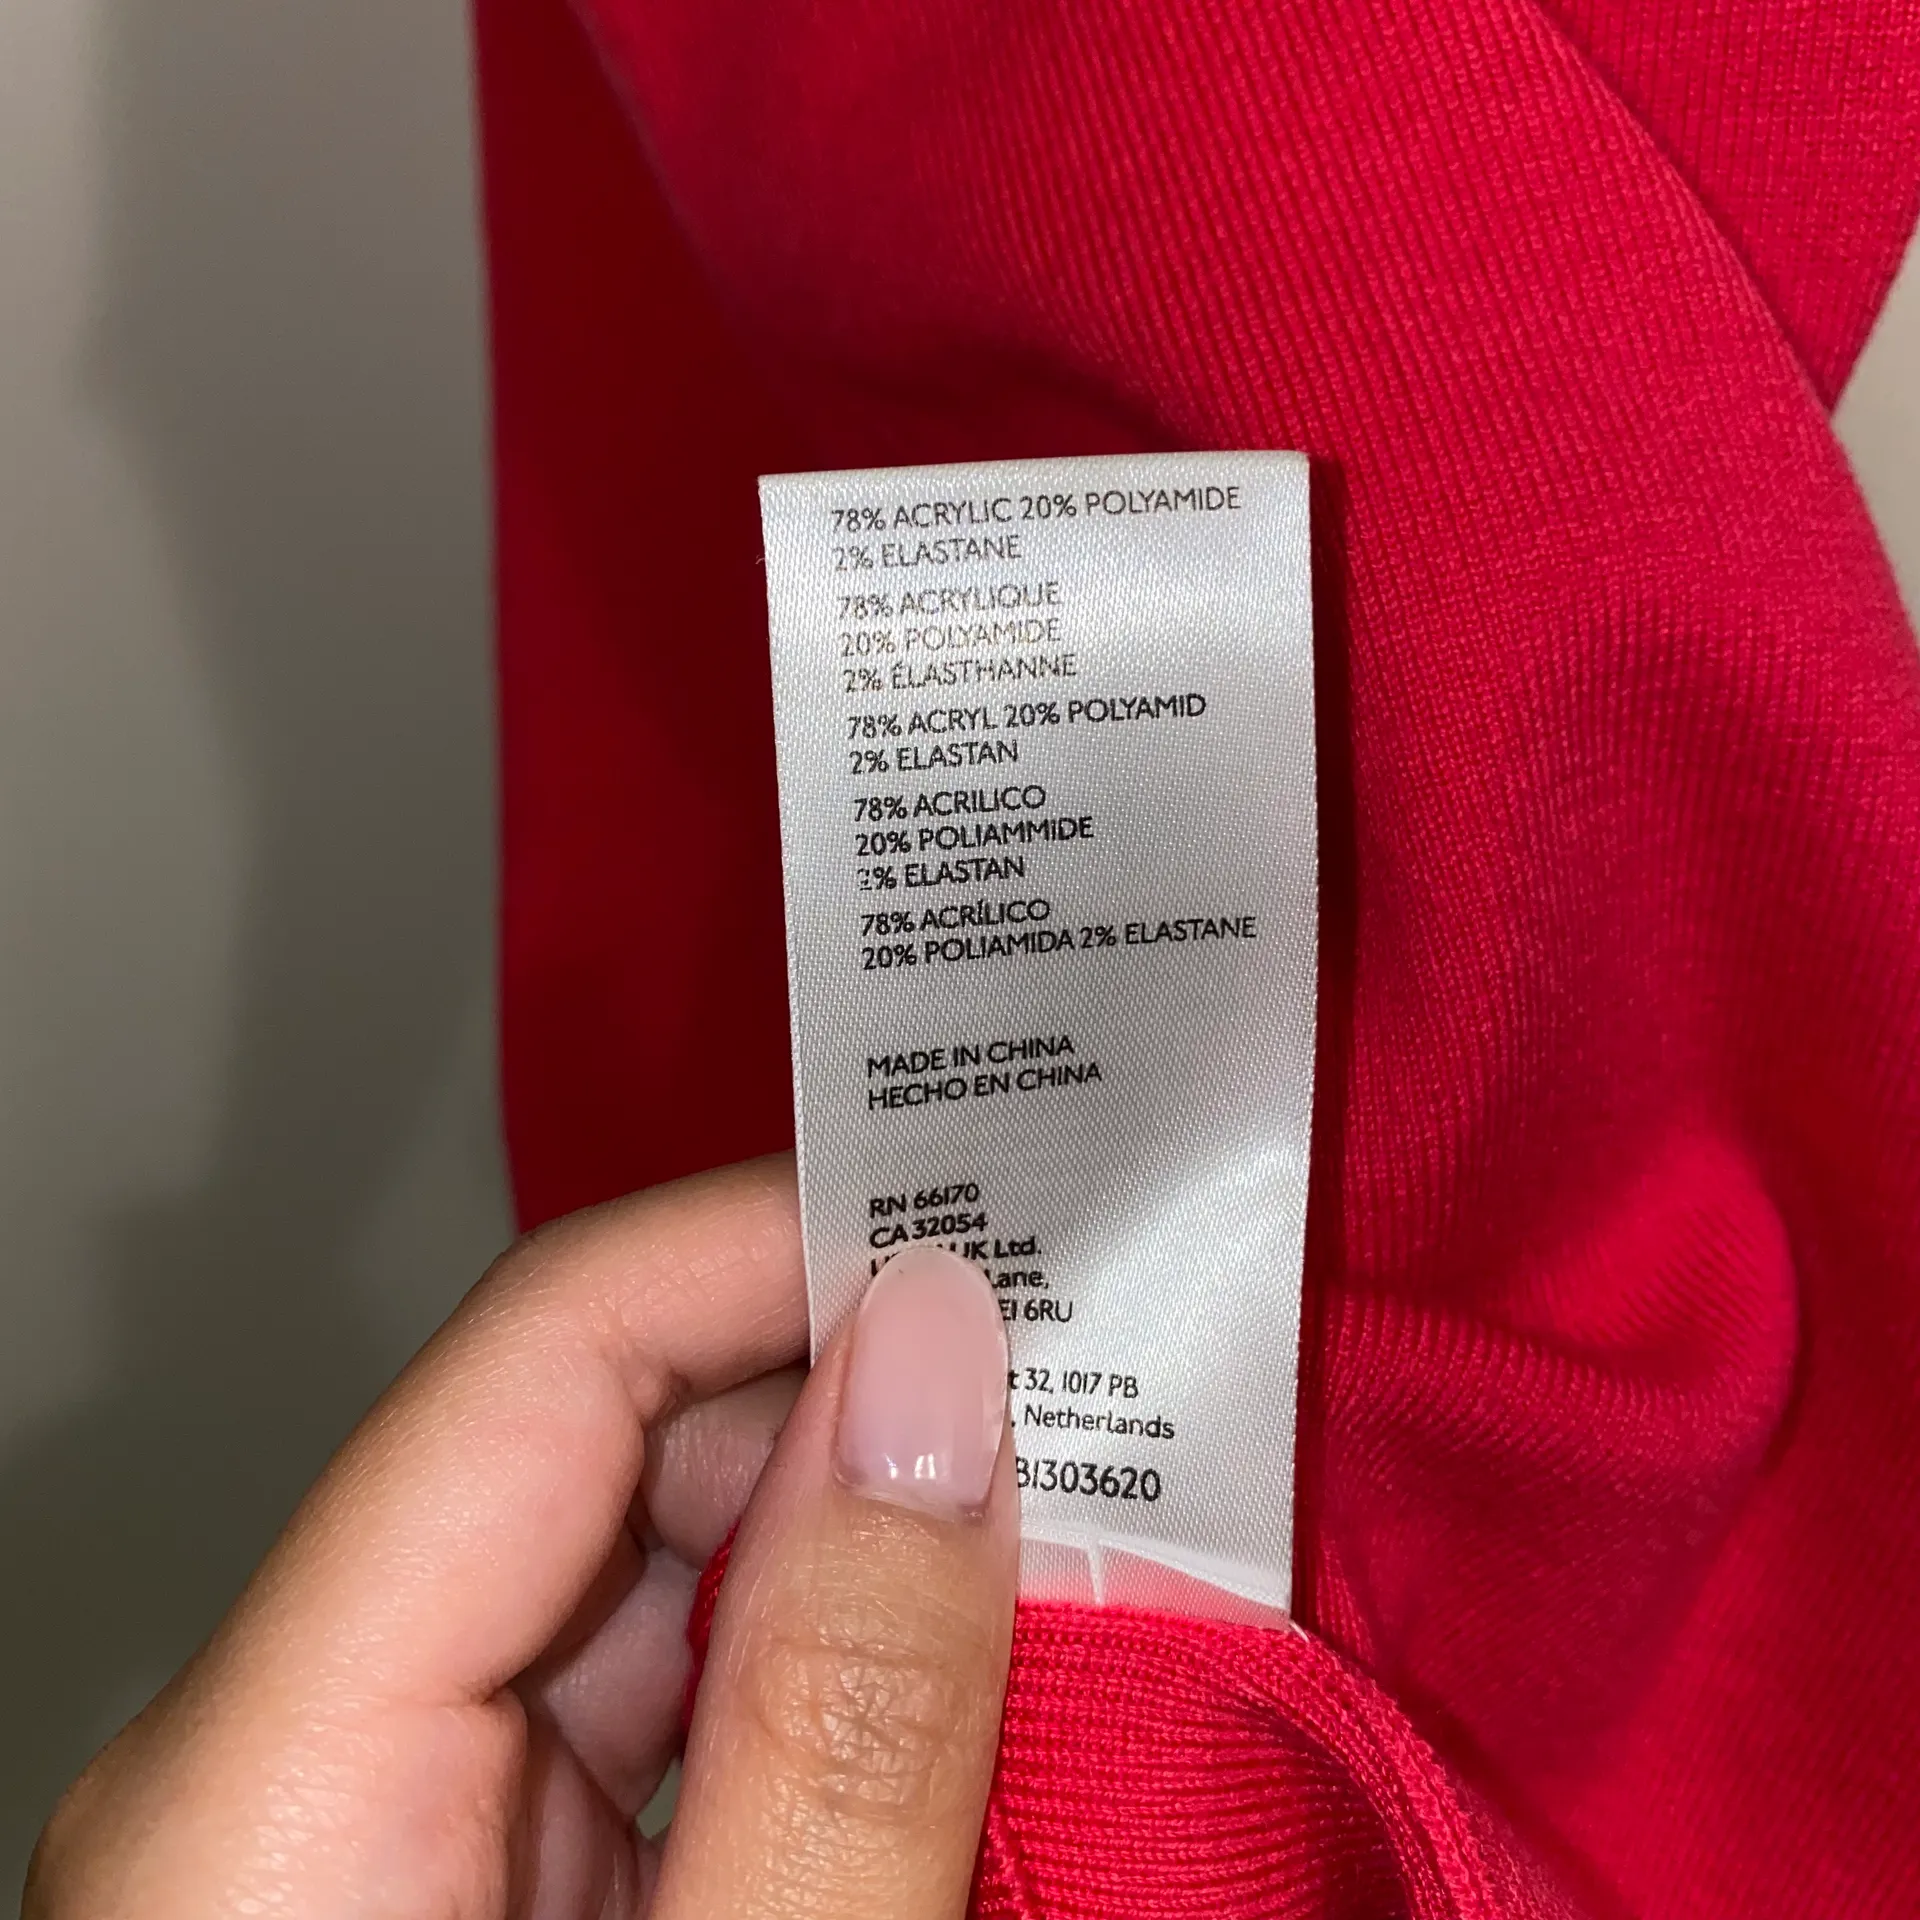 78% ACRYLIC 20% POLYAMIDE
2% ELASTANE
78% ACRYLIQUE
20% POLYAMIDE
2% ÉLASTHANNE
78% ACRYL 20% POLYAMID
2% ELASTAN
78% ACRILICO
20% POLIAMMIDE
2% ELASTAN
78% ACRÍLICO
20% POLIAMIDA 2% ELASTANE
MADE IN CHINA
HECHO EN CHINA
RN 66170
CA 32054
UK Ltd.
Lane,
E1 6RU
32, 1017 PB
Netherlands